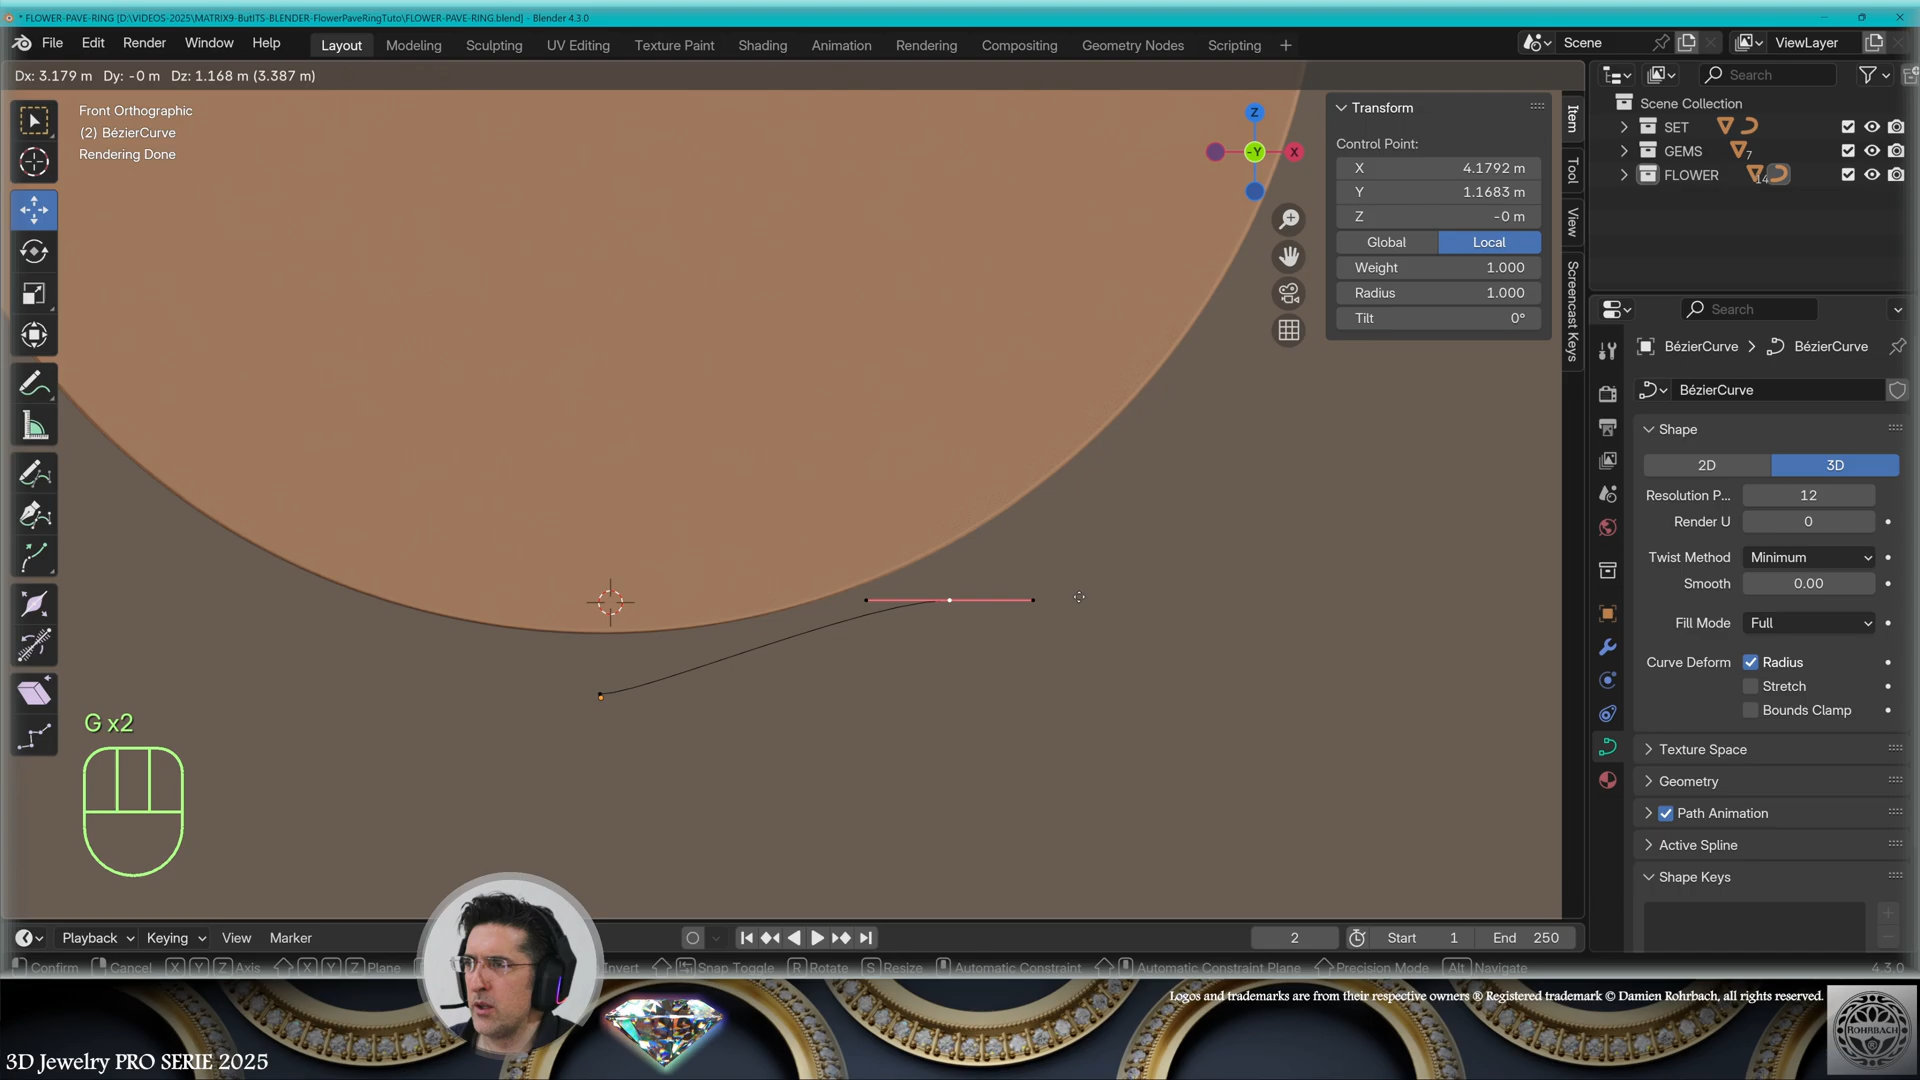 * FLOWER-PAVE-RING [D:\VIDEOS-2025\MATRIX9-ButITS-BLENDER-FlowerPaveRingTuto\FLOWER-PAVE-RING.blend] - Blender 4.3.0
File Edit Render Window Help
Layout Modeling Sculpting UV Editing Texture Paint Shading Animation Rendering Compositing Geometry Nodes Scripting +
Scene
ViewLayer
Dx: 3.179 m Dy: -0 m Dz: 1.168 m (3.387 m)
Search
Front Orthographic
(2) BézierCurve
Rendering Done
Z
-Y
X
Transform
Control Point:
X 4.1792 m
Y 1.1683 m
Z -0 m
Global Local
Weight 1.000
Radius 1.000
Tilt 0°
Item
Tool
View
Screencast Keys
Scene Collection
SET
GEMS 7
FLOWER 14
Search
BézierCurve > BézierCurve
BézierCurve
Shape
2D 3D
Resolution P... 12
Render U 0
Twist Method Minimum
Smooth 0.00
Fill Mode Full
Curve Deform Radius
Stretch
Bounds Clamp
Texture Space
Geometry
Path Animation
Active Spline
Shape Keys
G x2
Playback Keying View Marker
2
Start 1 End 250
Confirm Cancel X Y Z Axis X Y Z Plane
nvert Snap Toggle R Rotate S Resize Automatic Constraint Automatic Constraint Plane Precision Mode Alt Navigate
4.3.0
Logos and trademarks are from their respective owners ® Registered trademark © Damien Rohrbach, all rights reserved.
3D Jewelry PRO SERIE 2025
ROHRBACH